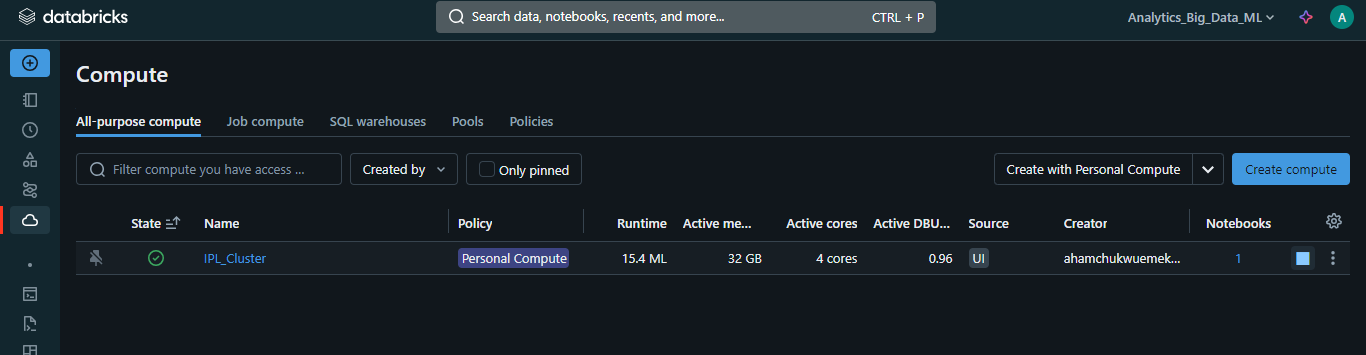 databricks
Search data, notebooks, recents, and more... CTRL + P
Analytics_Big_Data_ML
A
Compute
All-purpose compute Job compute SQL warehouses Pools Policies
Filter compute you have access ... Created by Only pinned Create with Personal Compute Create compute
State Name Policy Runtime Active me... Active cores Active DBU... Source Creator Notebooks
IPL_Cluster Personal Compute 15.4 ML 32 GB 4 cores 0.96 UI ahamchukwuemek... 1